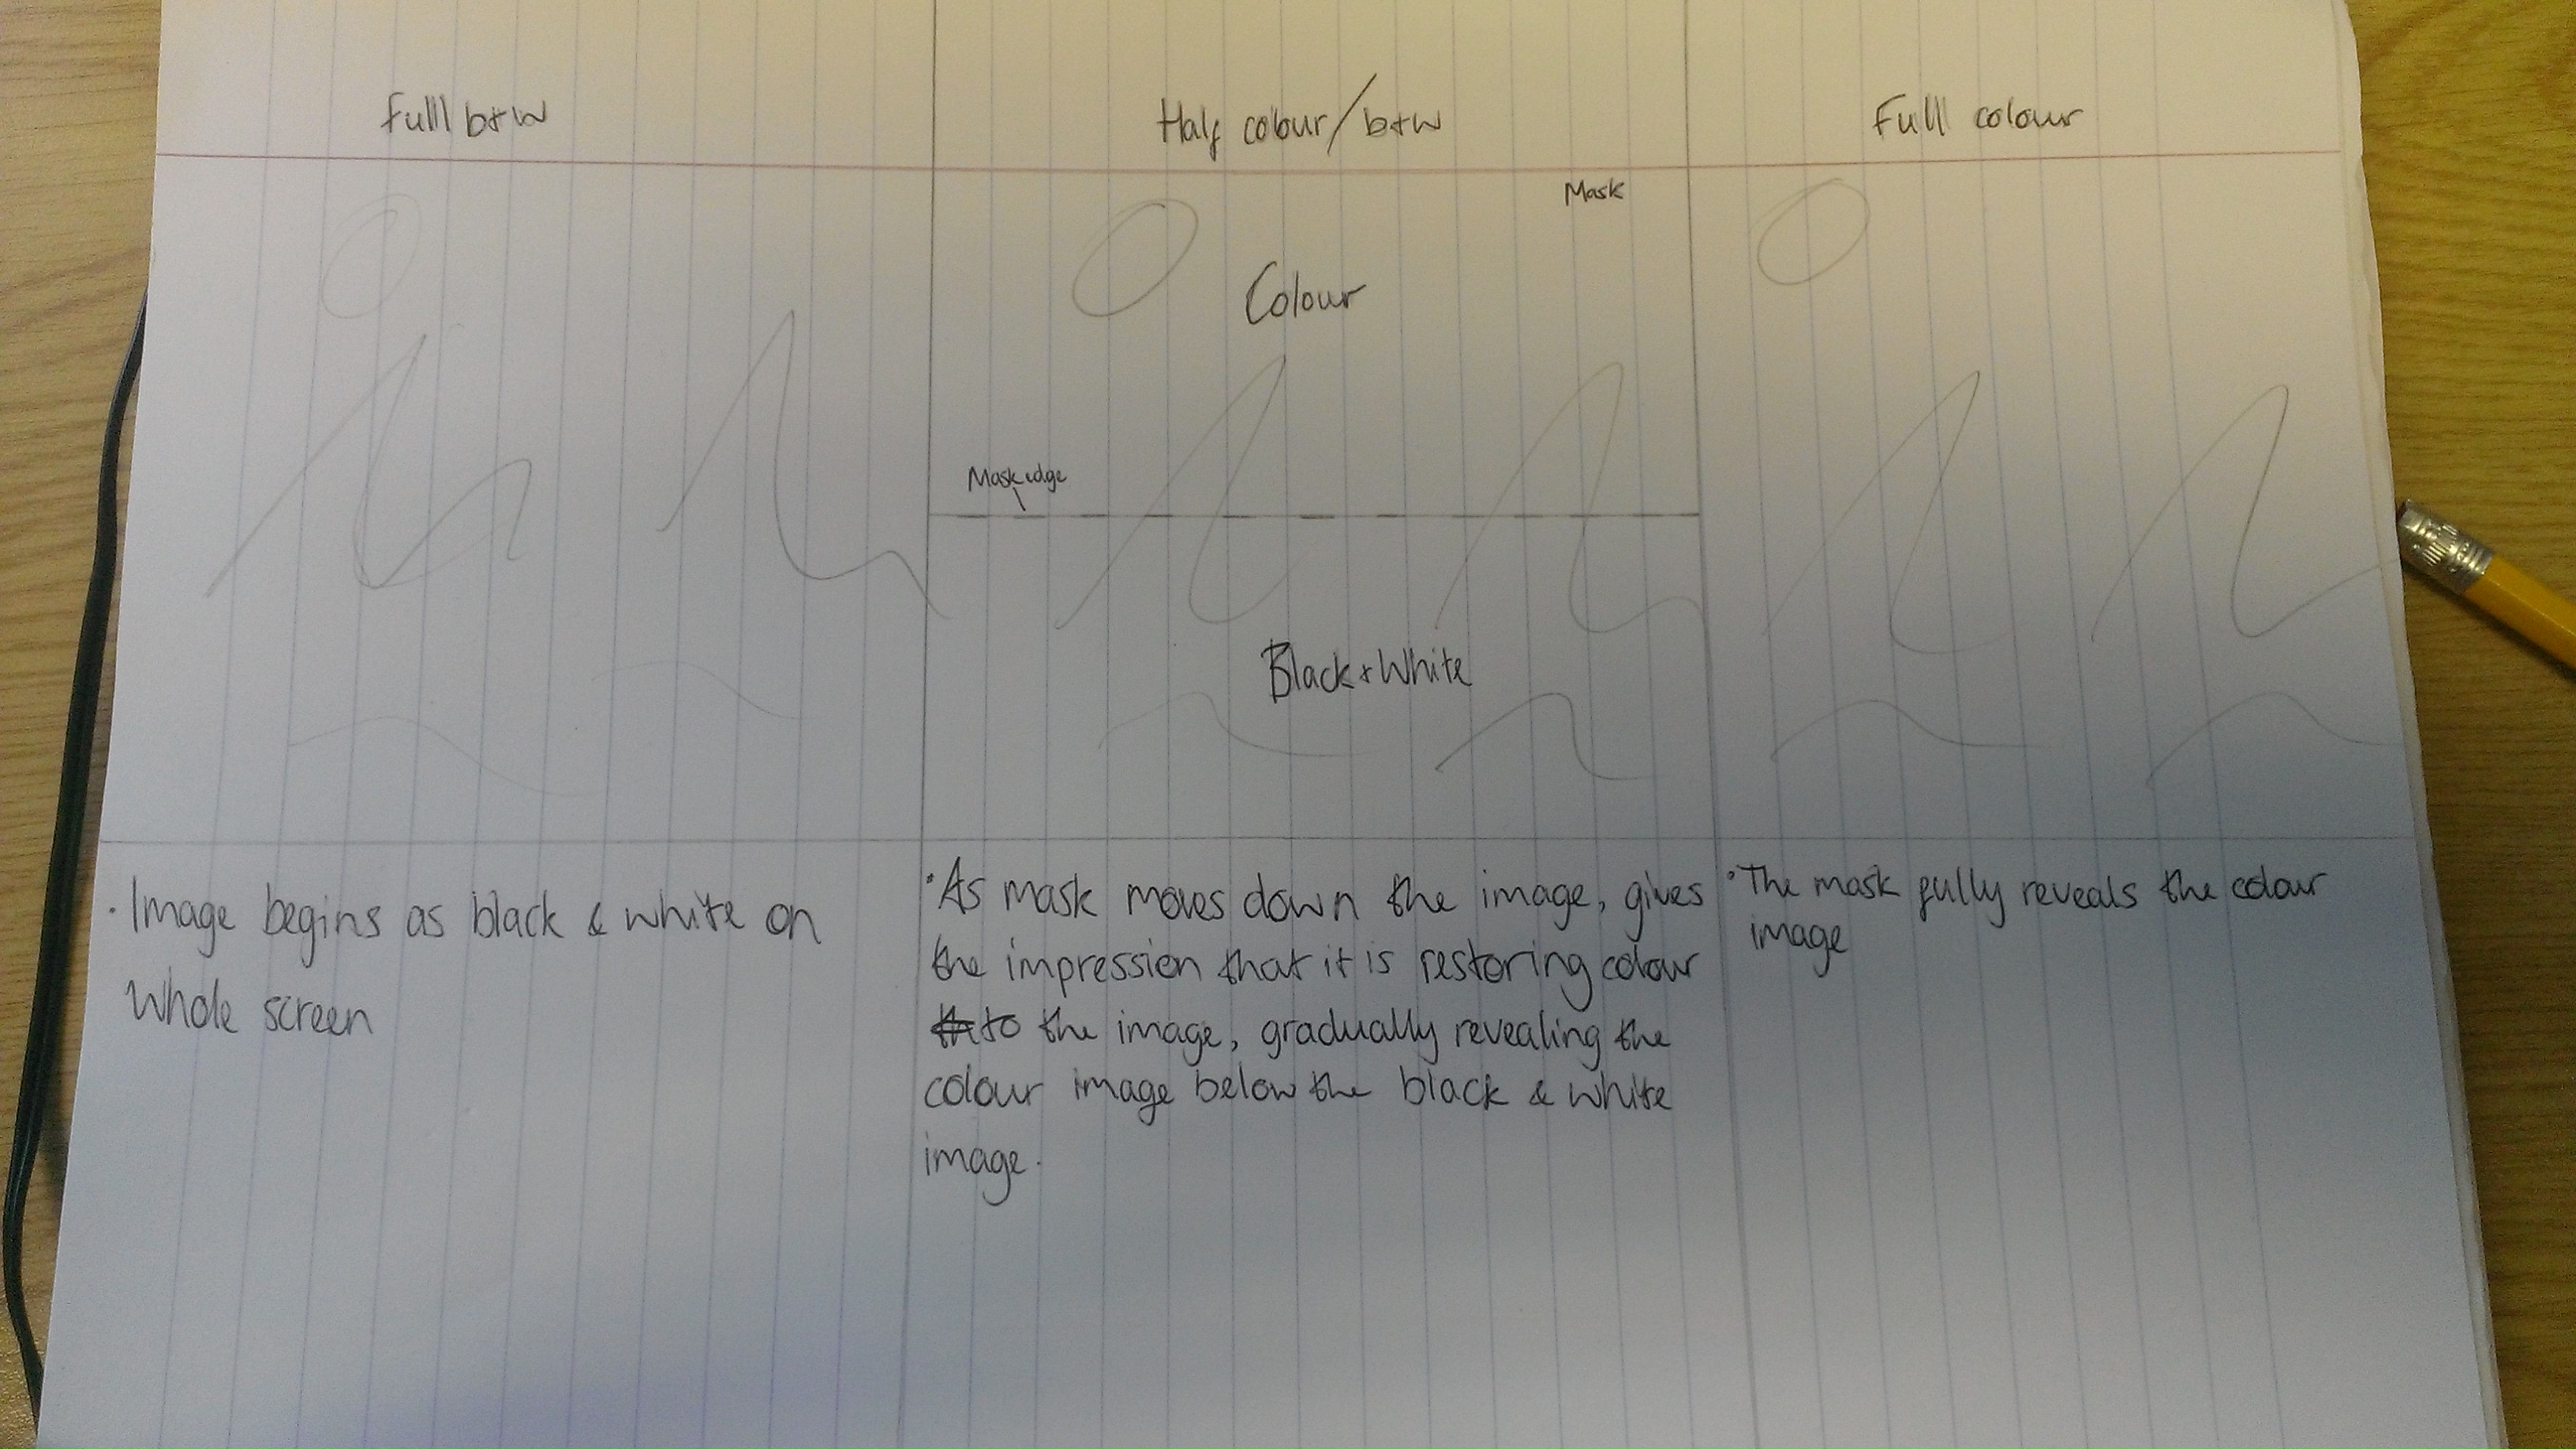 Full b+w
Half colour/b+w
Full colour
Mask
Colour
Mask edge
Black + White
· Image begins as black & white on
whole screen
· As mask moves down the image, gives
the impression that it is restoring colour
to the image, gradually revealing the
colour image below the black & white
image.
· The mask fully reveals the colour
image